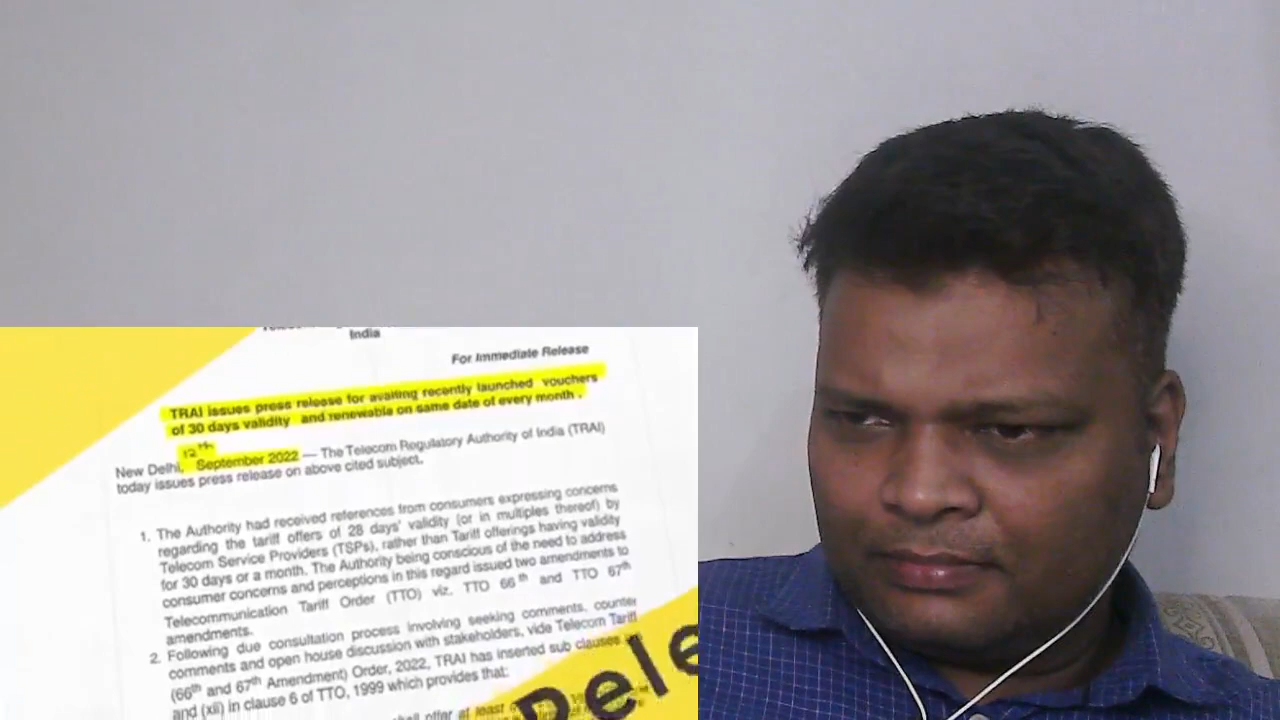 India
For Immediate Release
TRAI issues press release for availing recently launched vouchers
of 30 days validity and renewable on same date of every month .
12th
New Delhi, September 2022 — The Telecom Regulatory Authority of India (TRAI)
today issues press release on above cited subject.
1. The Authority had received references from consumers expressing concerns
regarding the tariff offers of 28 days' validity (or in multiples thereof) by
Telecom Service Providers (TSPs), rather than Tariff offerings having validity
for 30 days or a month. The Authority being conscious of the need to address
consumer concerns and perceptions in this regard issued two amendments to
Telecommunication Tariff Order (TTO) viz. TTO 66th and TTO 67th
amendments.
2. Following due consultation process involving seeking comments, counter
comments and open house discussion with stakeholders, vide Telecom Tariff
(66th and 67th Amendment) Order, 2022, TRAI has inserted sub clauses
and (xii) in clause 6 of TTO, 1999 which provides that:
shall offer at least
Rele